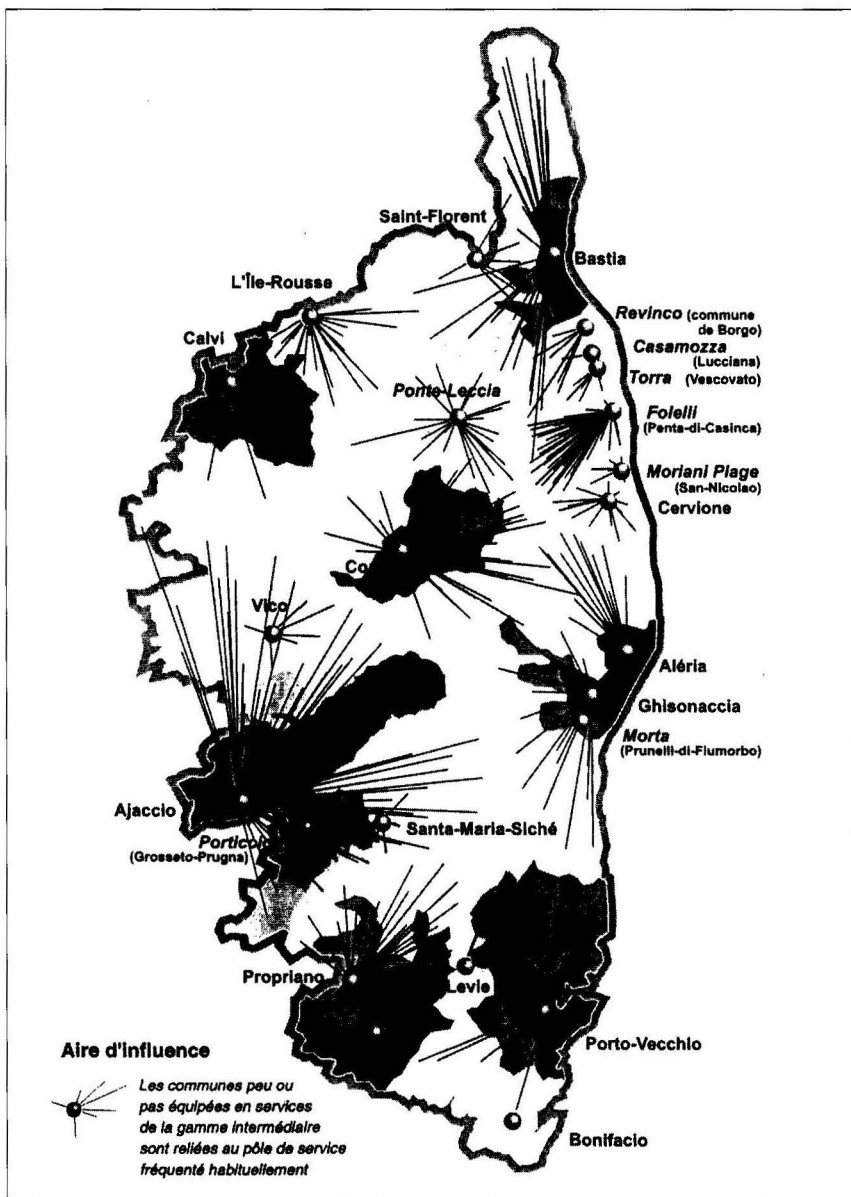 Saint-Florent
Bastia
L'Île-Rousse
Revinco (commune
de Borgo)
Calvi
Casamozza
(Lucciana)
Torra (Vescovato)
Ponte-Leccia
Folelli
(Penta-di-Casinca)
Moriani Plage
(San-Nicolao)
Cervione
Co
Vico
Aléria
Ghisonaccia
Morta
(Prunelli-di-Fiumorbo)
Ajaccio
Santa-Maria-Siché
(Grosseto-Prugna)
Propriano
Levie
Porto-Vecchio
Aire d'influence
Les communes peu ou
pas équipées en services
de la gamme intermédiaire
sont reliées au pôle de service
fréquenté habituellement
Bonifacio